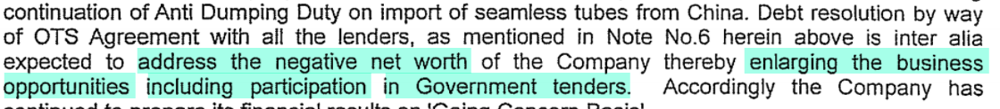 continuation of Anti Dumping Duty on import of seamless tubes from China. Debt resolution by way
of OTS Agreement with all the lenders, as mentioned in Note No.6 herein above is inter alia
expected to address the negative net worth of the Company thereby enlarging the business
opportunities including participation in Government tenders. Accordingly the Company has
continued to prepare its financial results on 'Going Concern Basis'